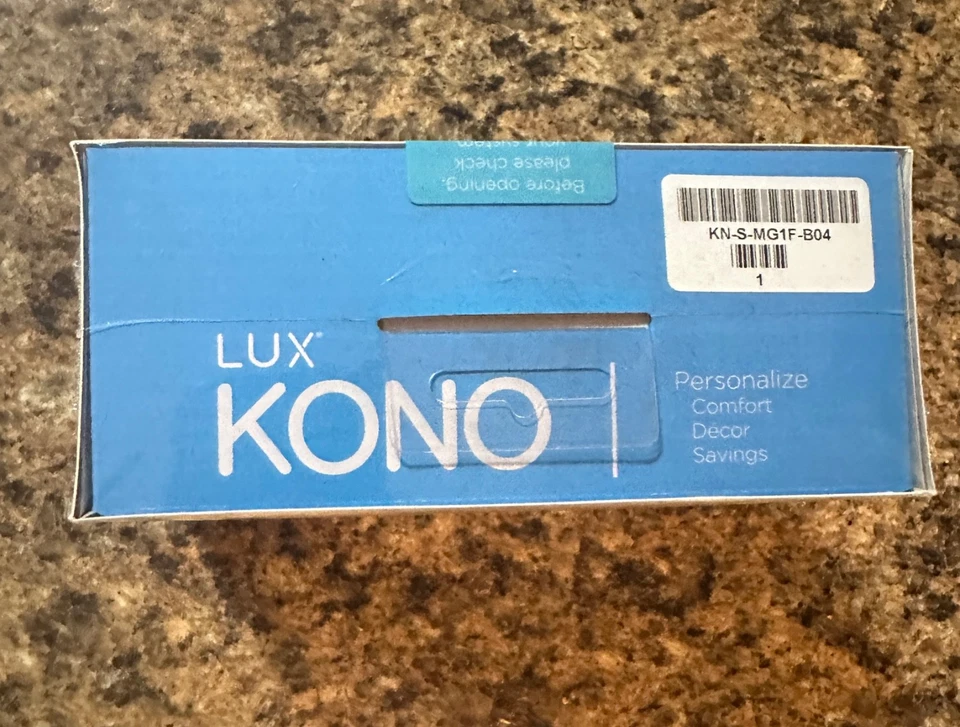 Before opening,
please check
your system
KN-S-MG1F-B04
1
LUX
KONO
Personalize
Comfort
Décor
Savings